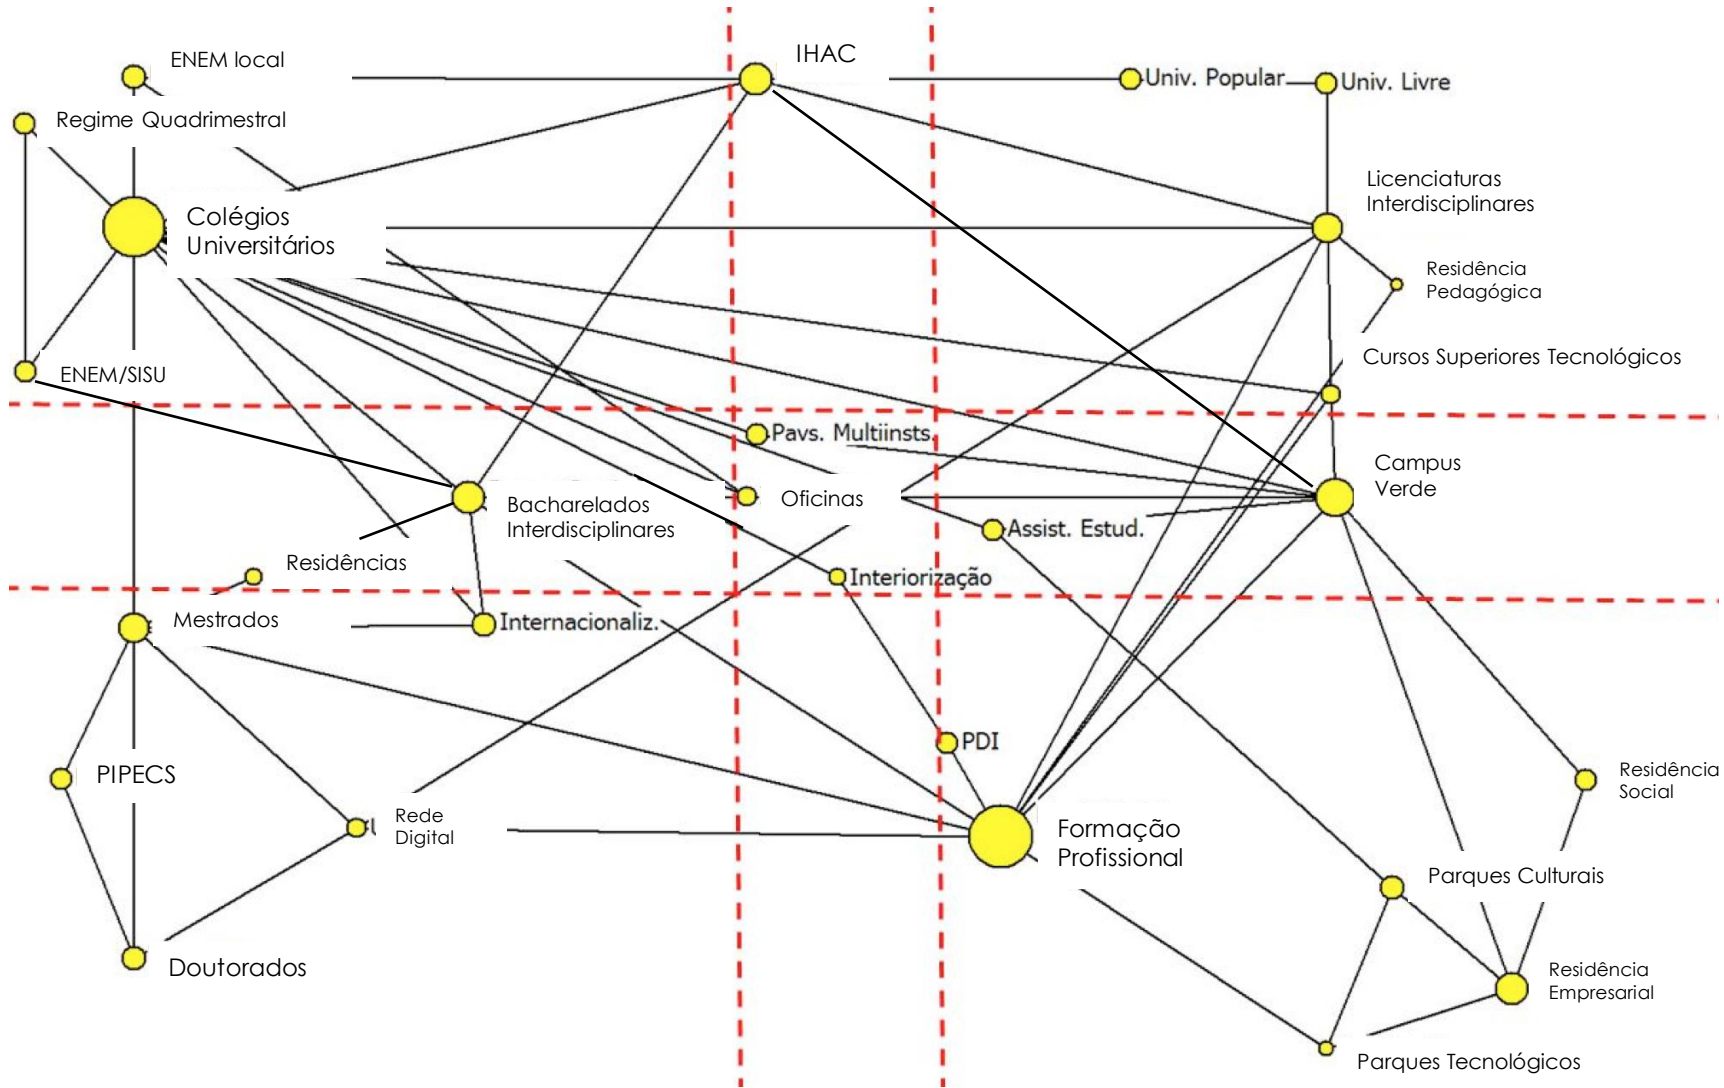 IHAC
ENEM local
Univ. Popular
Univ. Livre
Regime Quadrimestral
Licenciaturas
Interdisciplinares
Colégios
Universitários
Residência
Pedagógica
Cursos Superiores Tecnológicos
ENEM/SISU
Pavs. Multiinsts.
Campus
Verde
Bacharelados
Interdisciplinares
Oficinas
Assist. Estud.
Residências
Interiorização
Mestrados
Internacionaliz.
PDI
PIPECS
Residência
Social
Rede
Digital
Formação
Profissional
Parques Culturais
Doutorados
Residência
Empresarial
Parques Tecnológicos